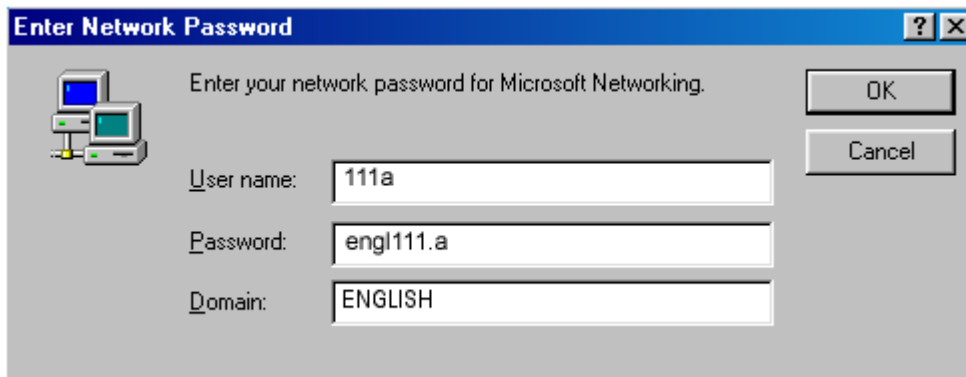 Enter Network Password
Enter your network password for Microsoft Networking.
OK
Cancel
User name: 111a
Password: engl111.a
Domain: ENGLISH